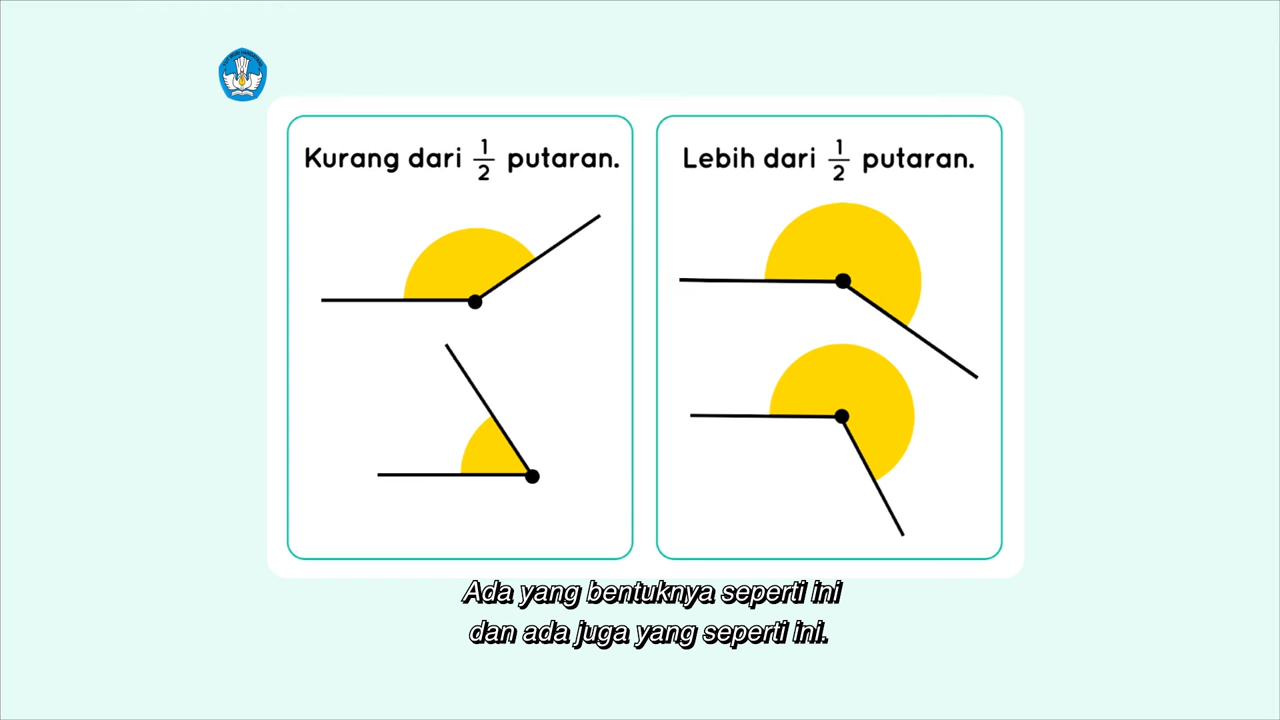 Kurang dari 1/2 putaran.
Lebih dari 1/2 putaran.
Ada yang bentuknya seperti ini
dan ada juga yang seperti ini.